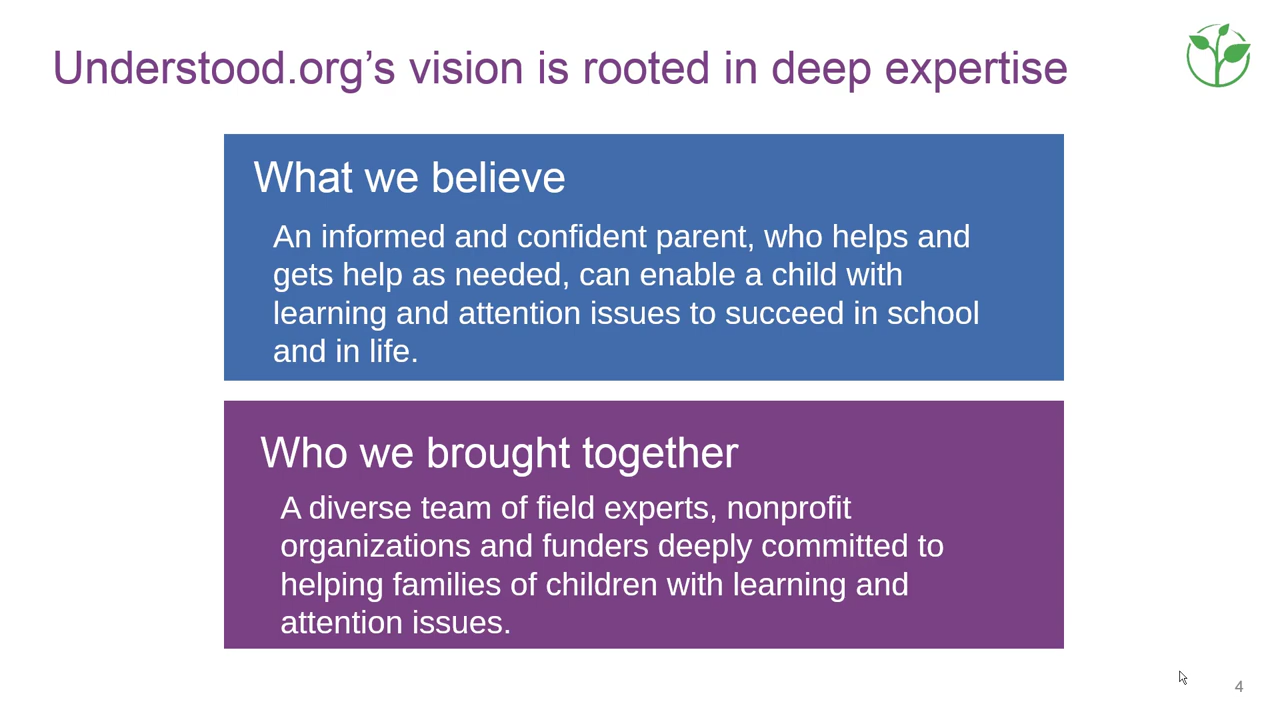 Understood.org’s vision is rooted in deep expertise
What we believe
An informed and confident parent, who helps and
gets help as needed, can enable a child with
learning and attention issues to succeed in school
and in life.
Who we brought together
A diverse team of field experts, nonprofit
organizations and funders deeply committed to
helping families of children with learning and
attention issues.
4